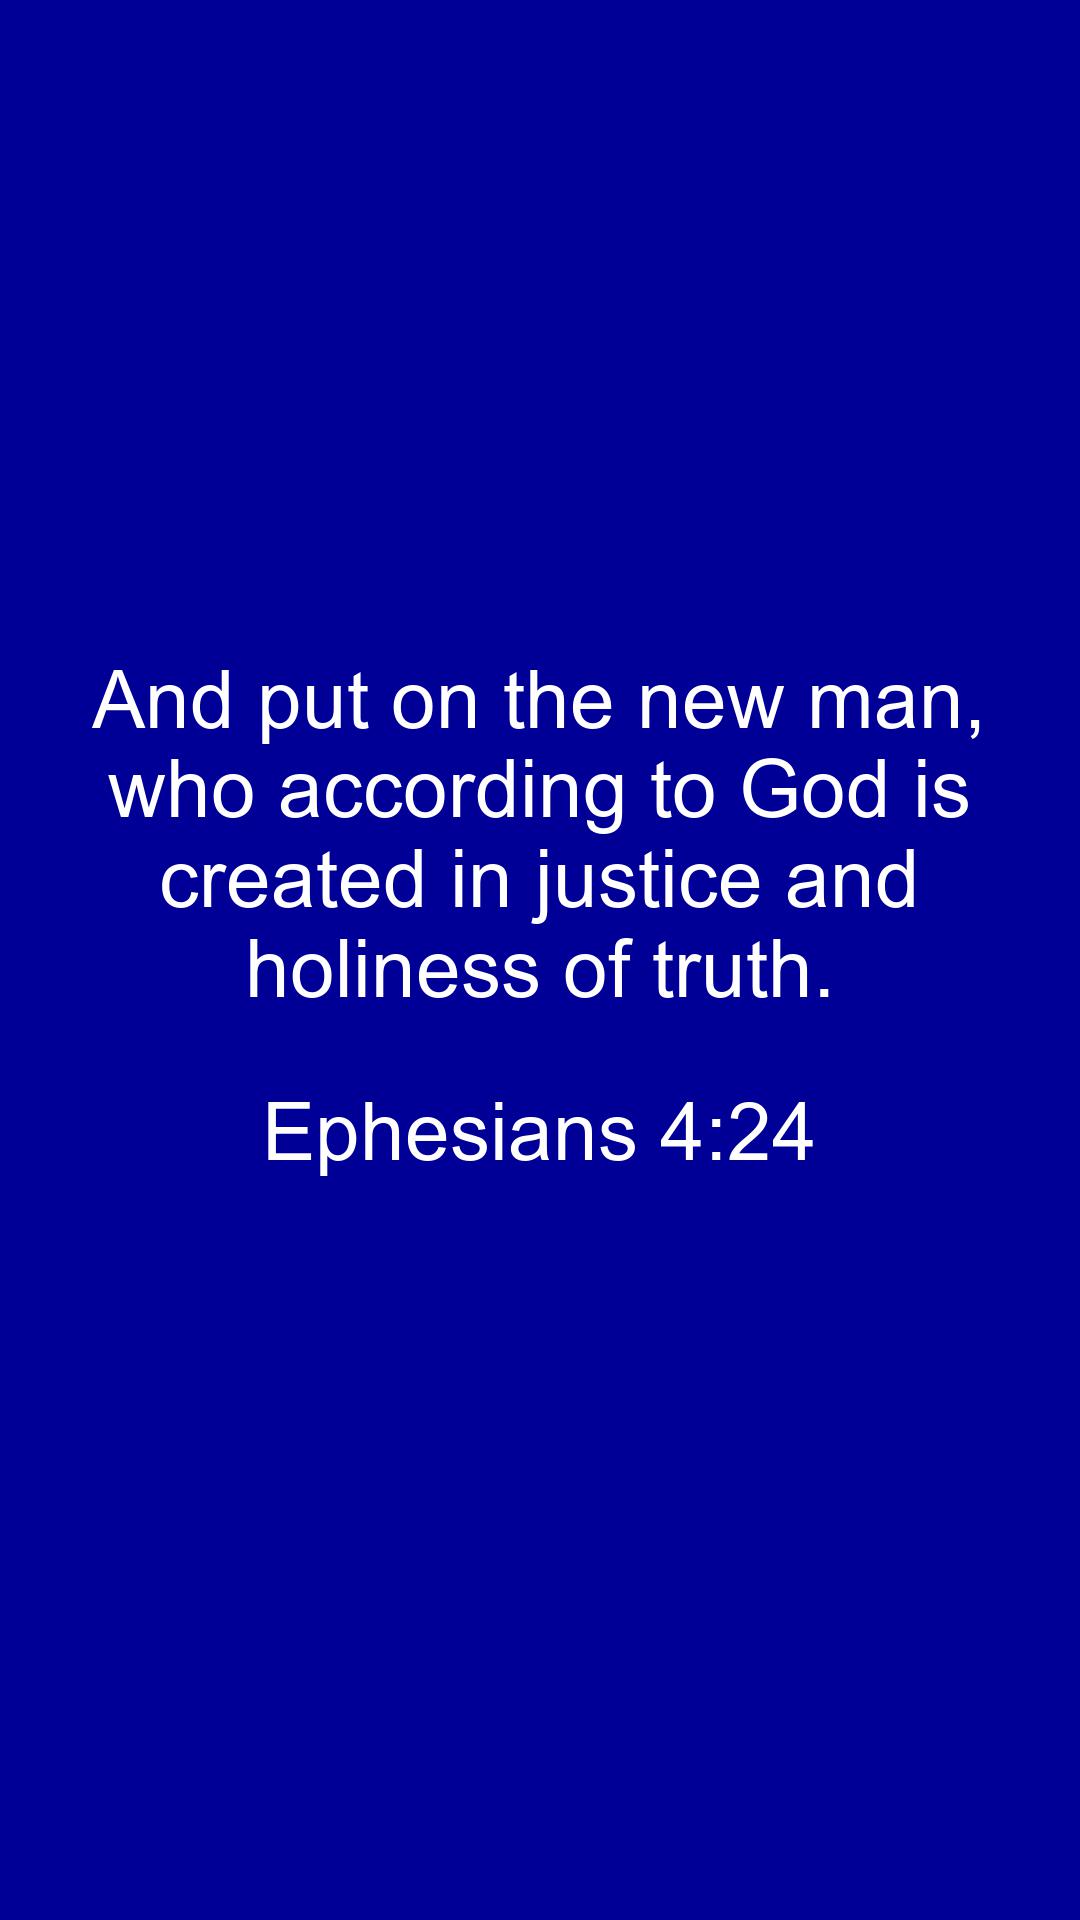 And put on the new man,
who according to God is
created in justice and
holiness of truth.
Ephesians 4:24